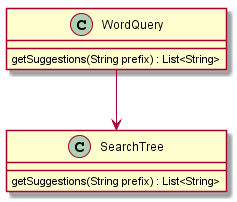 C WordQuery
getSuggestions(String prefix) : List<String>
C SearchTree
getSuggestions(String prefix) : List<String>